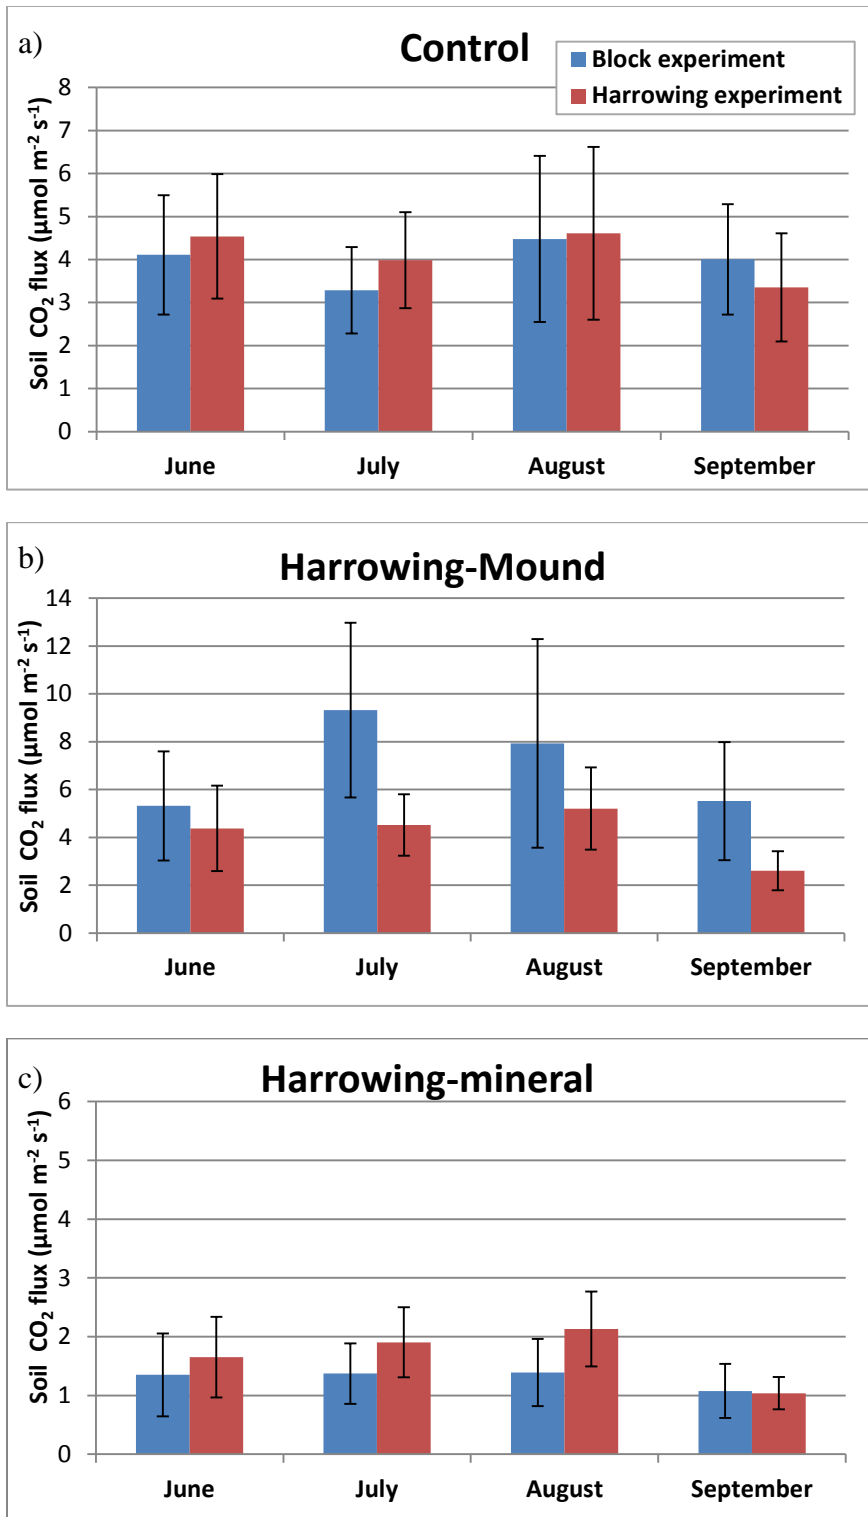 a)
Control
Block experiment
Harrowing experiment
Soil CO₂ flux (µmol m⁻² s⁻¹)
8
7
6
5
4
3
2
1
0
June July August September
b)
Harrowing-Mound
Soil CO₂ flux (µmol m⁻² s⁻¹)
14
12
10
8
6
4
2
0
June July August September
c)
Harrowing-mineral
Soil CO₂ flux (µmol m⁻² s⁻¹)
6
5
4
3
2
1
0
June July August September